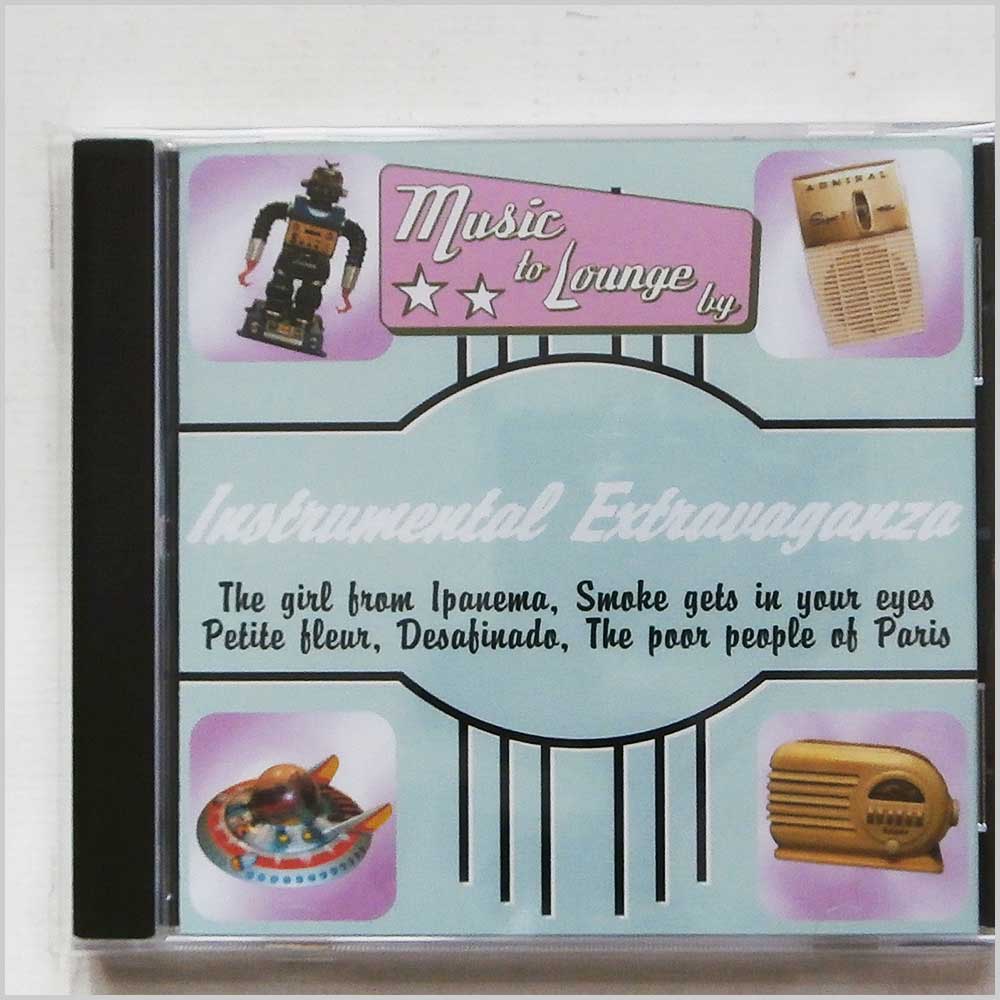 Music
to Lounge
by
ADMIRAL
Instrumental Extravaganza
The girl from Ipanema, Smoke gets in your eyes
Petite fleur, Desafinado, The poor people of Paris